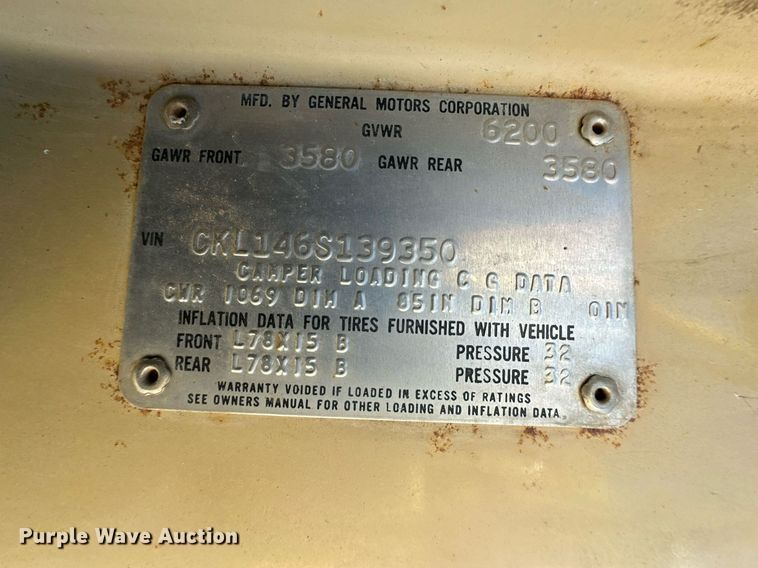 MFD. BY GENERAL MOTORS CORPORATION
GVWR 6200
GAWR FRONT 3580 GAWR REAR 3580
VIN CKL146S139350
CAMPER LOADING C G DATA
CWR 1069 DIM A 85IN DIM B 0IN
INFLATION DATA FOR TIRES FURNISHED WITH VEHICLE
FRONT L78X15 B PRESSURE 32
REAR L78X15 B PRESSURE 32
WARRANTY VOIDED IF LOADED IN EXCESS OF RATINGS
SEE OWNERS MANUAL FOR OTHER LOADING AND INFLATION DATA
Purple Wave Auction